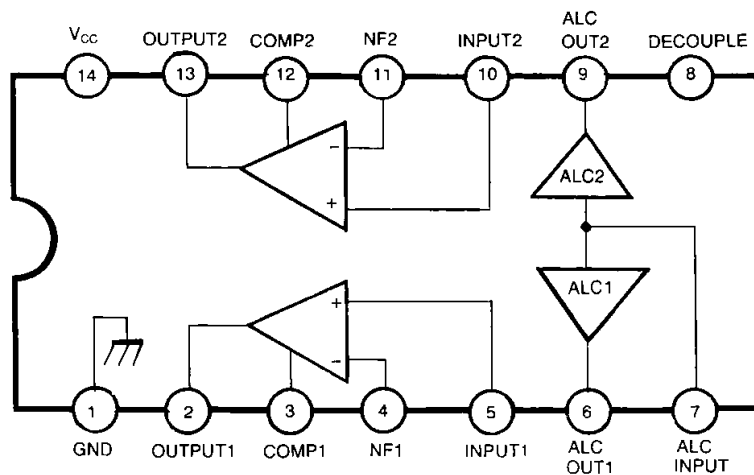 V_CC OUTPUT2 COMP2 NF2 INPUT2 ALC OUT2 DECOUPLE
14 13 12 11 10 9 8
− +
ALC2
ALC1
+ −
1 2 3 4 5 6 7
GND OUTPUT1 COMP1 NF1 INPUT1 ALC OUT1 ALC INPUT